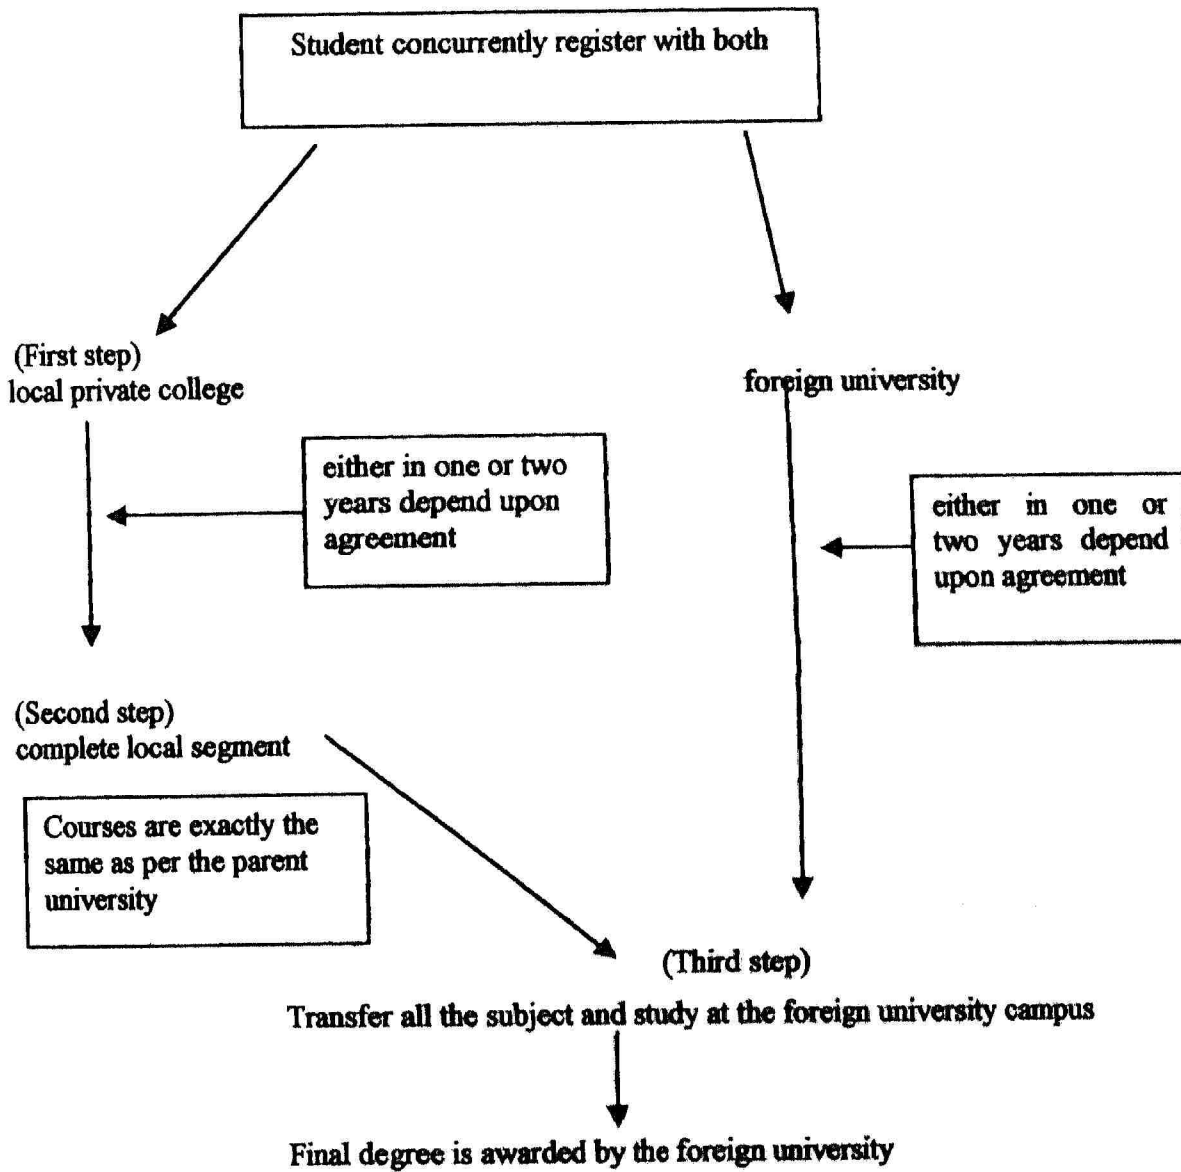 Student concurrently register with both
(First step)
local private college
foreign university
either in one or two
years depend upon
agreement
either in one or
two years depend
upon agreement
(Second step)
complete local segment
Courses are exactly the
same as per the parent
university
(Third step)
Transfer all the subject and study at the foreign university campus
Final degree is awarded by the foreign university